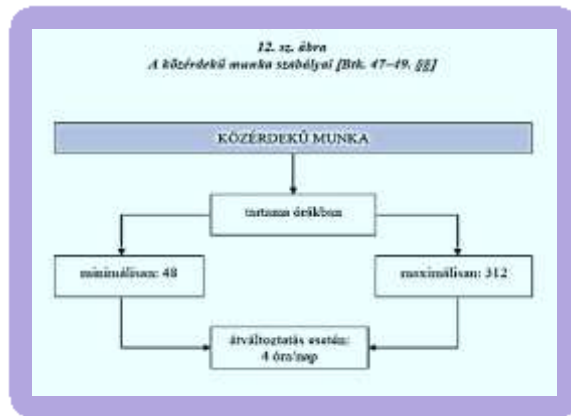 12. sz. ábra
A közérdekű munka szabályai [Btk. 47–49. §§]
KÖZÉRDEKŰ MUNKA
tartama órákban
minimálisan: 48
maximálisan: 312
átváltoztatás esetén:
4 óra/nap